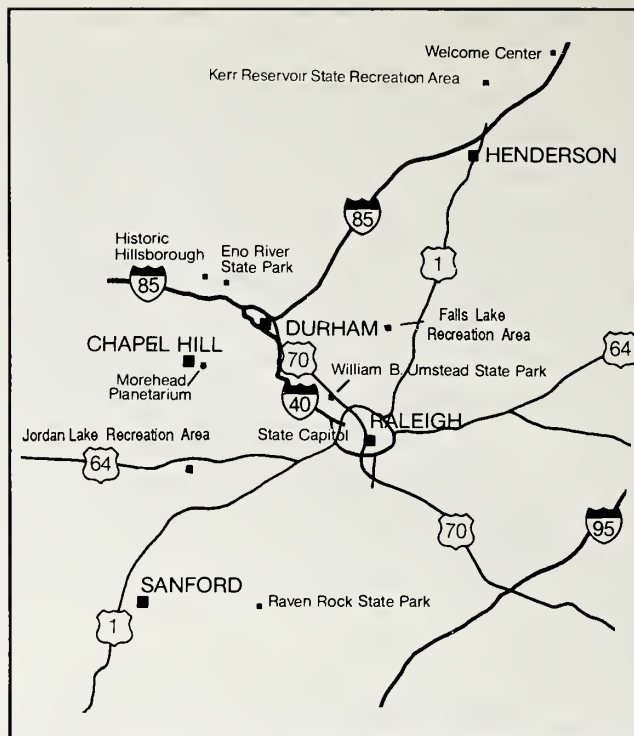 Welcome Center
Kerr Reservoir State Recreation Area
HENDERSON
85
Historic
Hillsborough
Eno River
State Park
1
85
DURHAM
Falls Lake
Recreation Area
CHAPEL HILL
70
64
William B. Umstead State Park
Morehead
Planetarium
40
RALEIGH
State Capitol
Jordan Lake Recreation Area
64
70
95
SANFORD
Raven Rock State Park
1